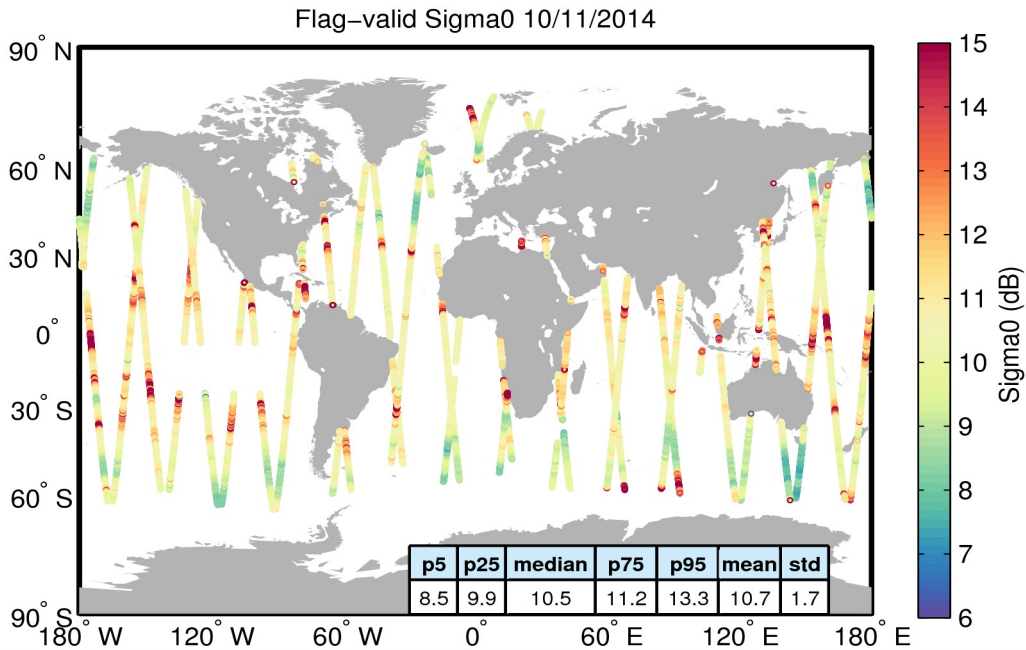 Flag−valid Sigma0 10/11/2014
90° N
60° N
30° N
0°
30° S
60° S
90° S
180° W
120° W
60° W
0°
60° E
120° E
180° E
p5 p25 median p75 p95 mean std
8.5 9.9 10.5 11.2 13.3 10.7 1.7
15
14
13
12
11
10
9
8
7
6
Sigma0 (dB)